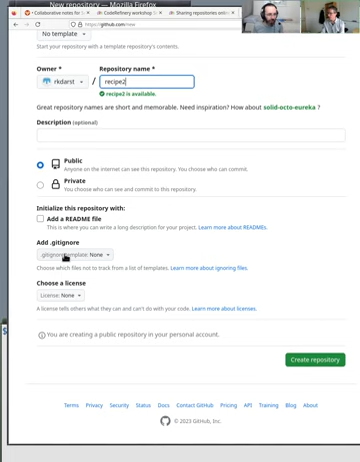 New repository — Mozilla Firefox
Collaborative notes for
CodeRefinery workshop
Sharing repositories onli
https://github.com/new
No template
Start your repository with a template repository's contents.
Owner *
Repository name *
rkdarst
/
recipe2
recipe2 is available.
Great repository names are short and memorable. Need inspiration? How about solid-octo-eureka ?
Description (optional)
Public
Anyone on the internet can see this repository. You choose who can commit.
Private
You choose who can see and commit to this repository.
Initialize this repository with:
Add a README file
This is where you can write a long description for your project. Learn more about READMEs.
Add .gitignore
.gitignore template: None
Choose which files not to track from a list of templates. Learn more about ignoring files.
Choose a license
License: None
A license tells others what they can and can't do with your code. Learn more about licenses.
You are creating a public repository in your personal account.
$
Create repository
Terms Privacy Security Status Docs Contact GitHub Pricing API Training Blog About
© 2023 GitHub, Inc.